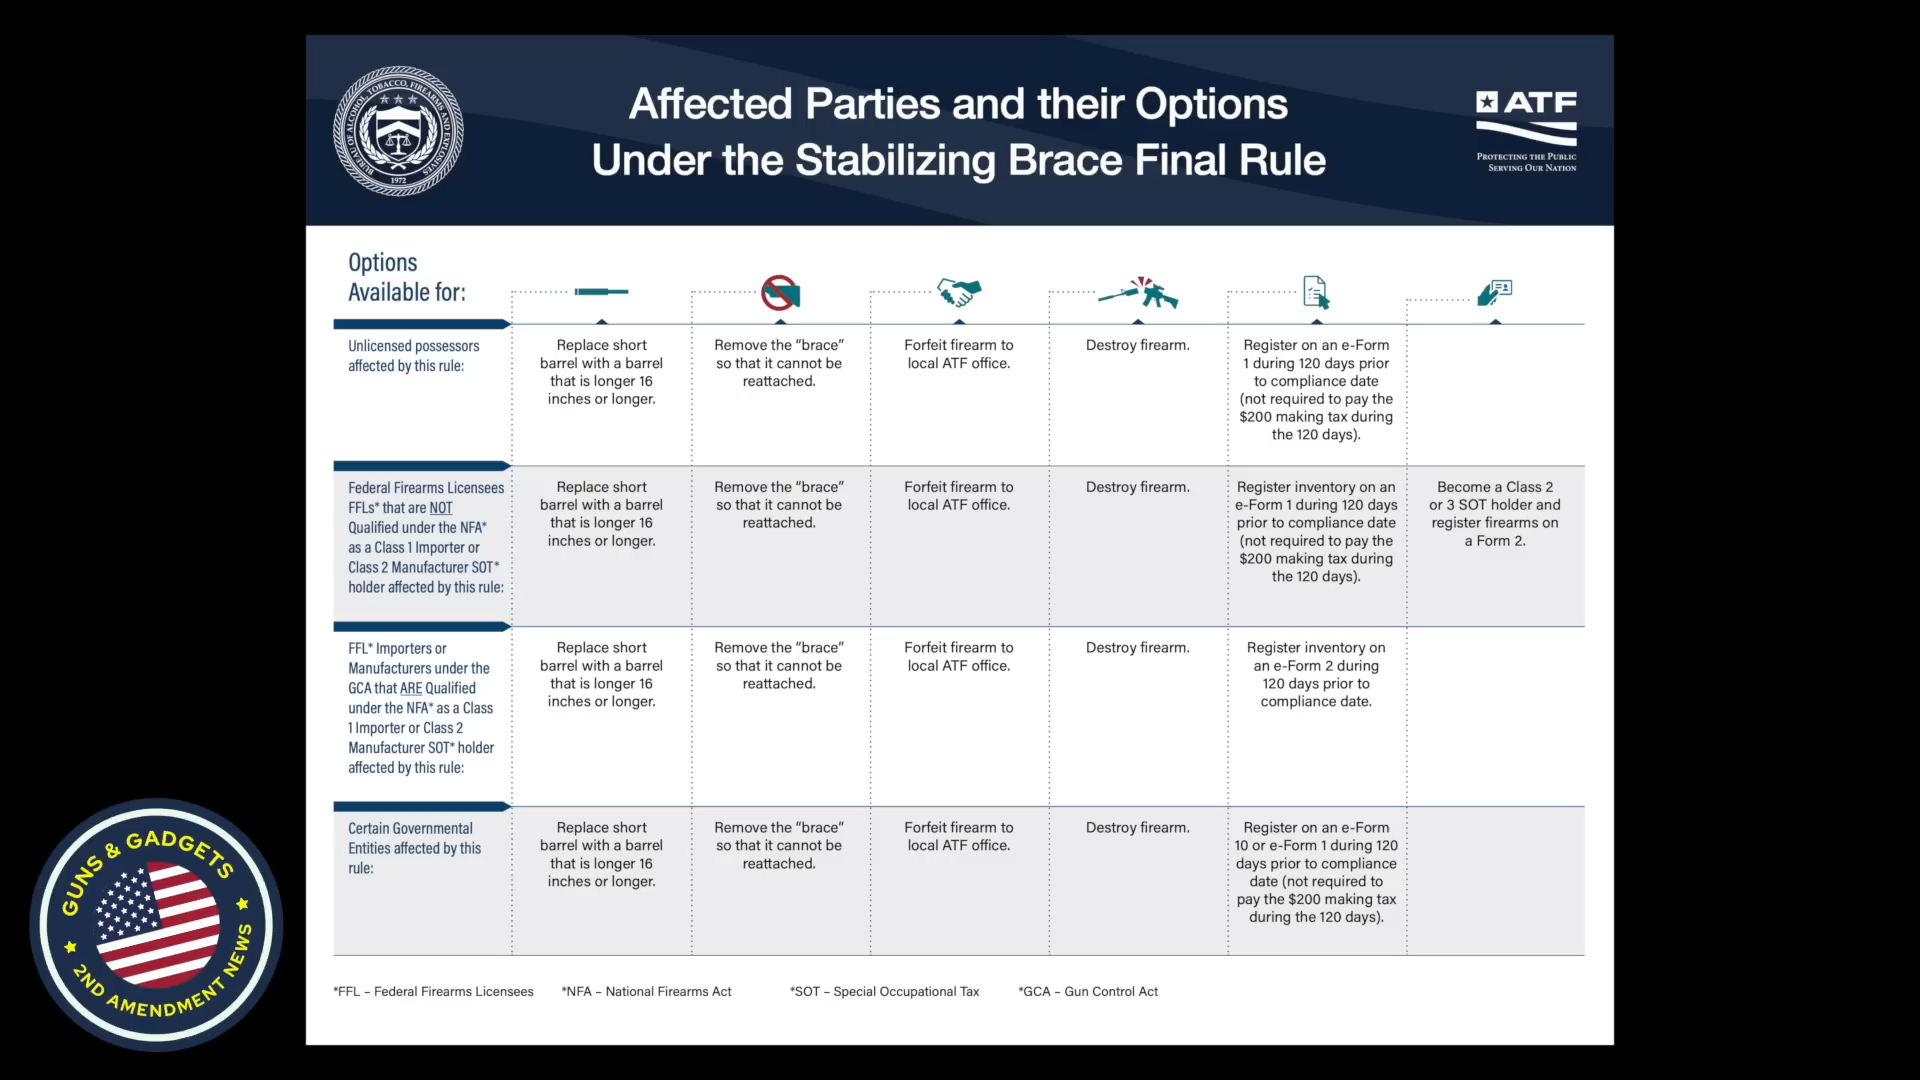 BUREAU OF ALCOHOL, TOBACCO, FIREARMS AND EXPLOSIVES
1972
Affected Parties and their Options
Under the Stabilizing Brace Final Rule
ATF
PROTECTING THE PUBLIC
SERVING OUR NATION
Options
Available for:
Unlicensed possessors
affected by this rule:
Replace short
barrel with a barrel
that is longer 16
inches or longer.
Remove the “brace”
so that it cannot be
reattached.
Forfeit firearm to
local ATF office.
Destroy firearm.
Register on an e-Form
1 during 120 days prior
to compliance date
(not required to pay the
$200 making tax during
the 120 days).
Federal Firearms Licensees
FFLs* that are NOT
Qualified under the NFA*
as a Class 1 Importer or
Class 2 Manufacturer SOT*
holder affected by this rule:
Replace short
barrel with a barrel
that is longer 16
inches or longer.
Remove the “brace”
so that it cannot be
reattached.
Forfeit firearm to
local ATF office.
Destroy firearm.
Register inventory on an
e-Form 1 during 120 days
prior to compliance date
(not required to pay the
$200 making tax during
the 120 days).
Become a Class 2
or 3 SOT holder and
register firearms on
a Form 2.
FFL* Importers or
Manufacturers under the
GCA that ARE Qualified
under the NFA* as a Class
1 Importer or Class 2
Manufacturer SOT* holder
affected by this rule:
Replace short
barrel with a barrel
that is longer 16
inches or longer.
Remove the “brace”
so that it cannot be
reattached.
Forfeit firearm to
local ATF office.
Destroy firearm.
Register inventory on
an e-Form 2 during
120 days prior to
compliance date.
Certain Governmental
Entities affected by this
rule:
Replace short
barrel with a barrel
that is longer 16
inches or longer.
Remove the “brace”
so that it cannot be
reattached.
Forfeit firearm to
local ATF office.
Destroy firearm.
Register on an e-Form
10 or e-Form 1 during 120
days prior to compliance
date (not required to
pay the $200 making tax
during the 120 days).
*FFL – Federal Firearms Licensees
*NFA – National Firearms Act
*SOT – Special Occupational Tax
*GCA – Gun Control Act
GUNS & GADGETS
2ND AMENDMENT NEWS